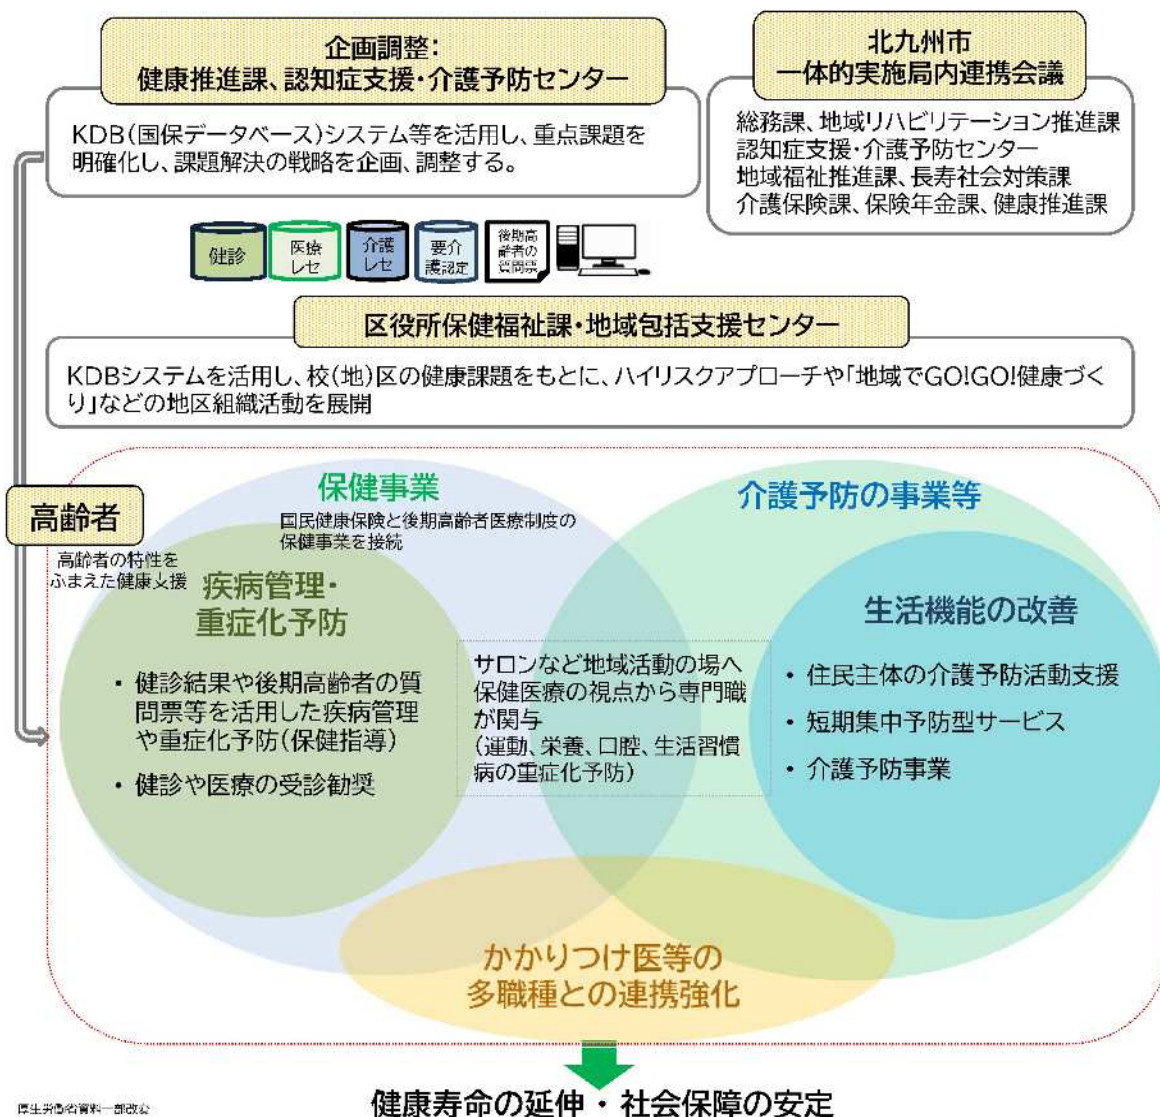 企画調整：
健康推進課、認知症支援・介護予防センター
KDB（国保データベース）システム等を活用し、重点課題を
明確化し、課題解決の戦略を企画、調整する。
北九州市
一体的実施局内連携会議
総務課、地域リハビリテーション推進課
認知症支援・介護予防センター
地域福祉推進課、長寿社会対策課
介護保険課、保険年金課、健康推進課
健診
医療
レセ
介護
レセ
要介
護認定
後期高
齢者の
質問票
区役所保健福祉課・地域包括支援センター
KDBシステムを活用し、校（地）区の健康課題をもとに、ハイリスクアプローチや「地域でGO!GO!健康づく
り」などの地区組織活動を展開
高齢者
高齢者の特性を
ふまえた健康支援
保健事業
国民健康保険と後期高齢者医療制度の
保健事業を接続
疾病管理・
重症化予防
・ 健診結果や後期高齢者の質
問票等を活用した疾病管理
や重症化予防（保健指導）
・ 健診や医療の受診勧奨
サロンなど地域活動の場へ
保健医療の視点から専門職
が関与
（運動、栄養、口腔、生活習慣
病の重症化予防）
介護予防の事業等
生活機能の改善
・ 住民主体の介護予防活動支援
・ 短期集中予防型サービス
・ 介護予防事業
かかりつけ医等の
多職種との連携強化
健康寿命の延伸・社会保障の安定
厚生労働省資料一部改変